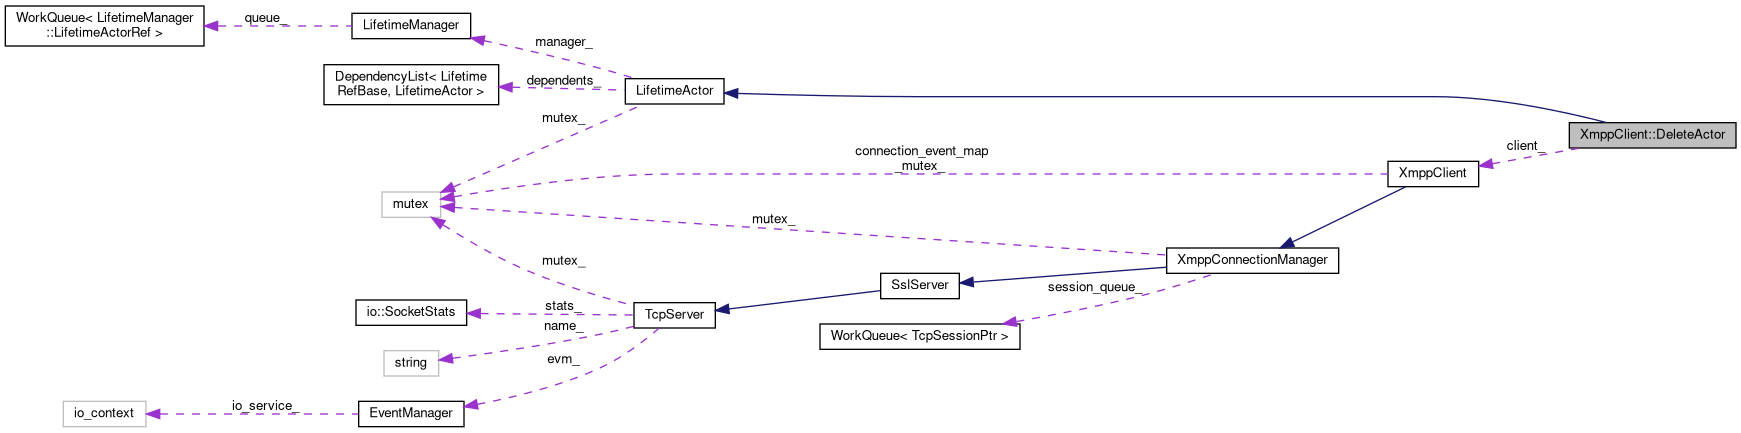 WorkQueue< LifetimeManager
::LifetimeActorRef >
queue_
LifetimeManager
manager_
DependencyList< Lifetime
RefBase, LifetimeActor >
dependents_
LifetimeActor
mutex_
XmppClient::DeleteActor
client_
connection_event_map
_mutex_
XmppClient
mutex
mutex_
XmppConnectionManager
mutex_
SslServer
session_queue_
io::SocketStats
stats_
TcpServer
name_
WorkQueue< TcpSessionPtr >
string
evm_
io_context
io_service_
EventManager